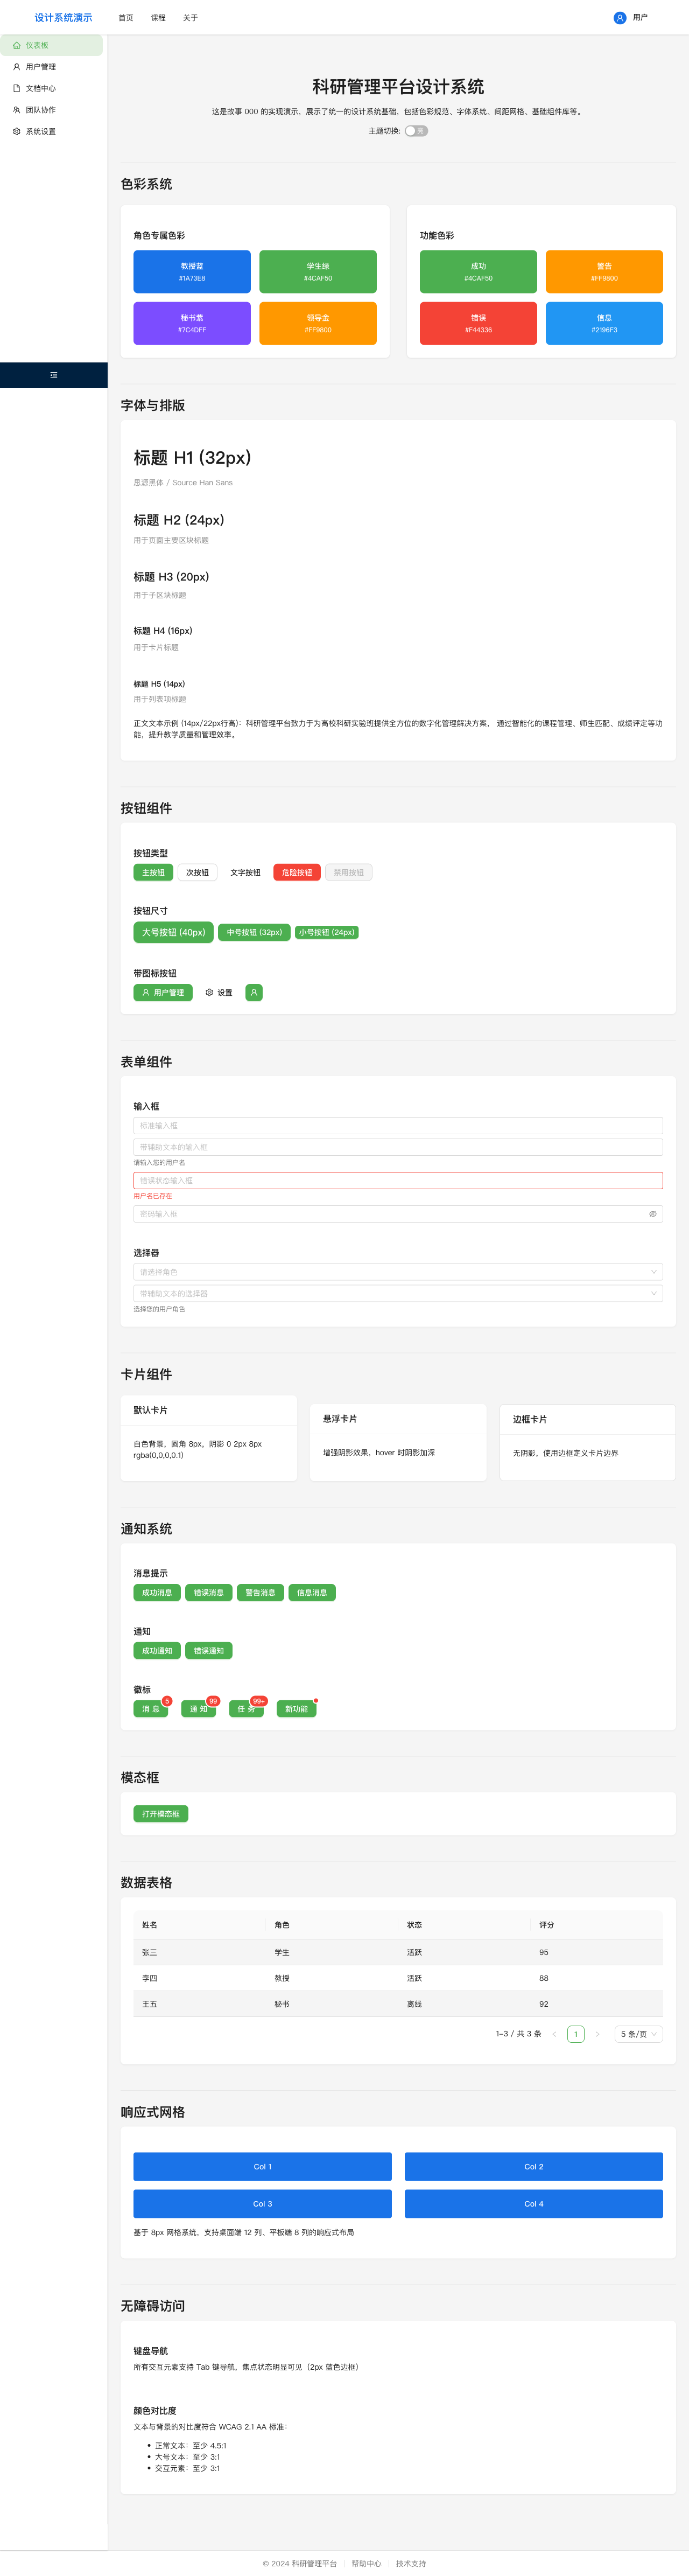 设计系统演示
首页
课程
关于
用户
仪表板
用户管理
文档中心
团队协作
系统设置
科研管理平台设计系统
这是故事 000 的实现演示，展示了统一的设计系统基础，包括色彩规范、字体系统、间距网格、基础组件库等。
主题切换:
亮
色彩系统
角色专属色彩
教授蓝
#1A73E8
学生绿
#4CAF50
秘书紫
#7C4DFF
领导金
#FF9800
功能色彩
成功
#4CAF50
警告
#FF9800
错误
#F44336
信息
#2196F3
字体与排版
标题 H1 (32px)
思源黑体 / Source Han Sans
标题 H2 (24px)
用于页面主要区块标题
标题 H3 (20px)
用于子区块标题
标题 H4 (16px)
用于卡片标题
标题 H5 (14px)
用于列表项标题
正文文本示例 (14px/22px行高)：科研管理平台致力于为高校科研实验班提供全方位的数字化管理解决方案， 通过智能化的课程管理、师生匹配、成绩评定等功
能，提升教学质量和管理效率。
按钮组件
按钮类型
主按钮
次按钮
文字按钮
危险按钮
禁用按钮
按钮尺寸
大号按钮 (40px)
中号按钮 (32px)
小号按钮 (24px)
带图标按钮
用户管理
设置
表单组件
输入框
标准输入框
带辅助文本的输入框
请输入您的用户名
错误状态输入框
用户名已存在
密码输入框
选择器
请选择角色
带辅助文本的选择器
选择您的用户角色
卡片组件
默认卡片
白色背景，圆角 8px，阴影 0 2px 8px
rgba(0,0,0,0.1)
悬浮卡片
增强阴影效果，hover 时阴影加深
边框卡片
无阴影，使用边框定义卡片边界
通知系统
消息提示
成功消息
错误消息
警告消息
信息消息
通知
成功通知
错误通知
徽标
消 息
5
通 知
99
任 务
99+
新功能
模态框
打开模态框
数据表格
姓名
角色
状态
评分
张三
学生
活跃
95
李四
教授
活跃
88
王五
秘书
离线
92
1-3 / 共 3 条
1
5 条/页
响应式网格
Col 1
Col 2
Col 3
Col 4
基于 8px 网格系统，支持桌面端 12 列、平板端 8 列的响应式布局
无障碍访问
键盘导航
所有交互元素支持 Tab 键导航，焦点状态明显可见（2px 蓝色边框）
颜色对比度
文本与背景的对比度符合 WCAG 2.1 AA 标准：
正常文本：至少 4.5:1
大号文本：至少 3:1
交互元素：至少 3:1
© 2024 科研管理平台
帮助中心
技术支持